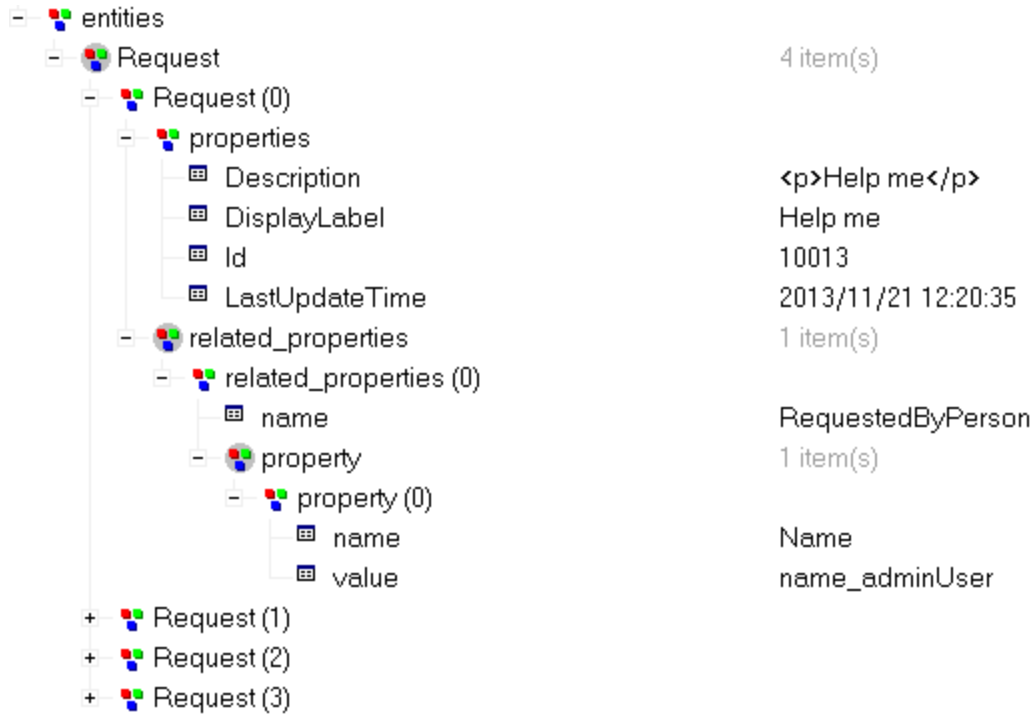 entities
Request 4 item(s)
Request (0)
properties
Description <p>Help me</p>
DisplayLabel Help me
Id 10013
LastUpdateTime 2013/11/21 12:20:35
related_properties 1 item(s)
related_properties (0)
name RequestedByPerson
property 1 item(s)
property (0)
name Name
value name_adminUser
Request (1)
Request (2)
Request (3)